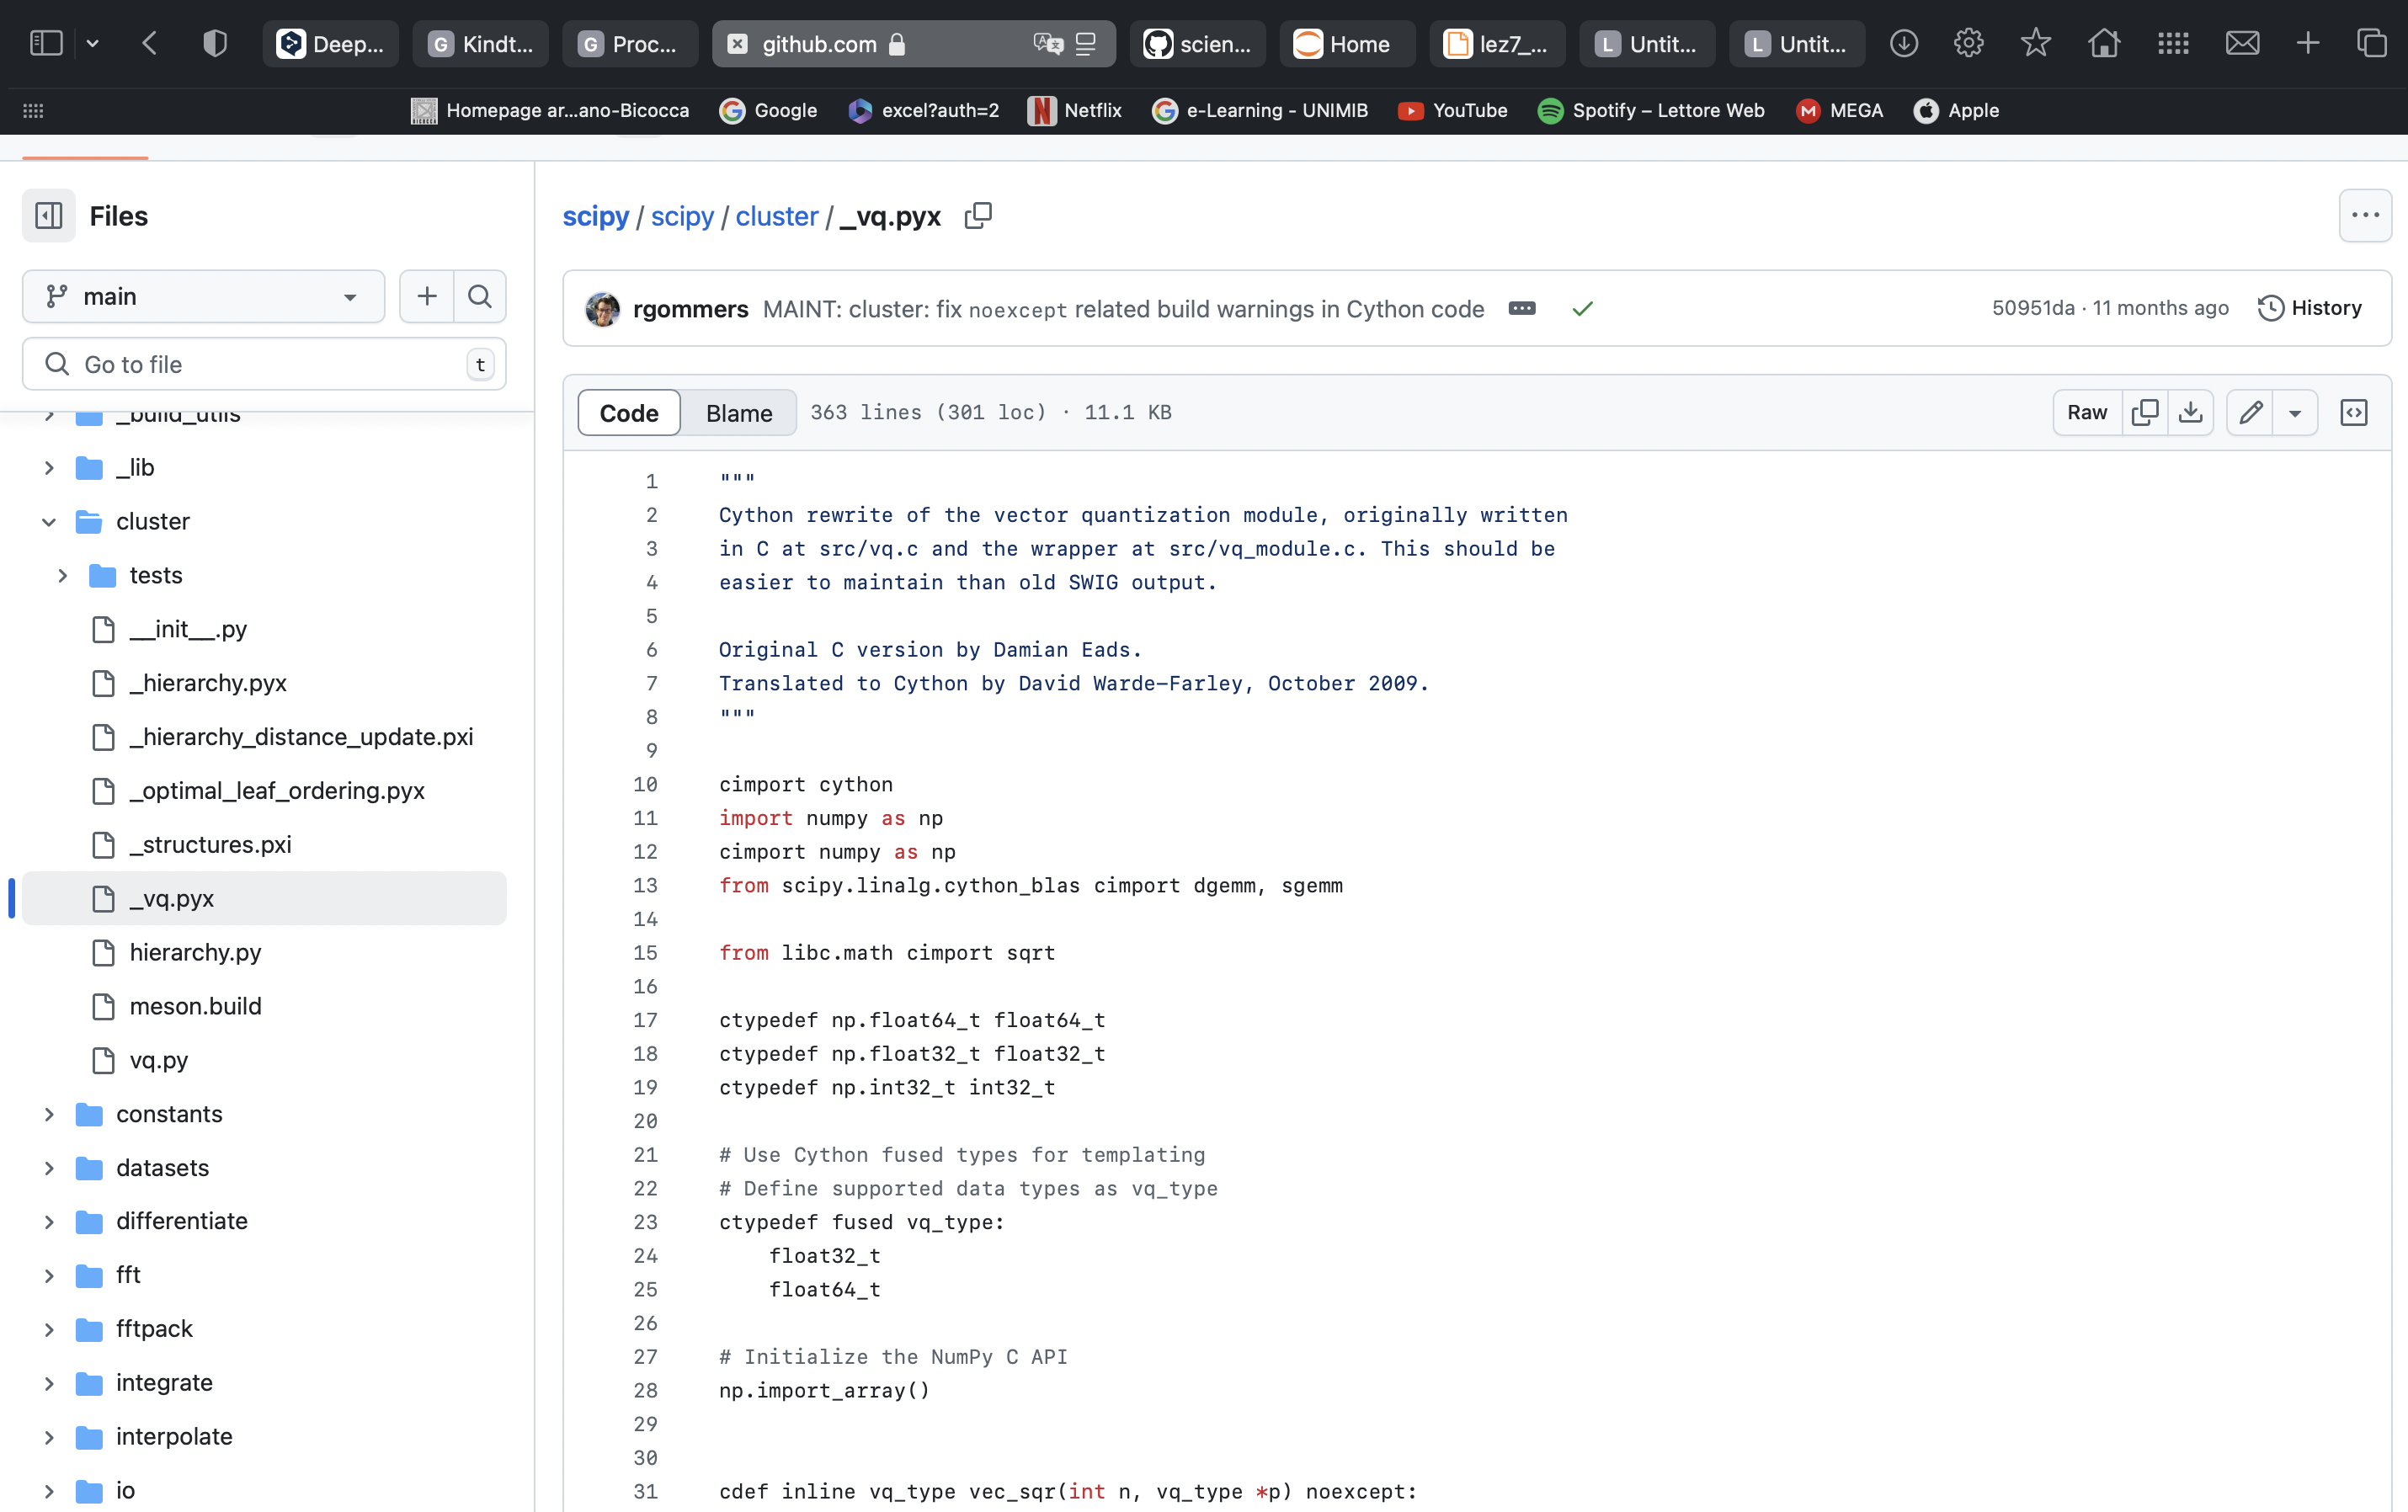 Deep...
G Kindt...
G Proc...
github.com
scien...
Home
lez7_...
L Untit...
L Untit...
Homepage ar...ano-Bicocca
Google
excel?auth=2
Netflix
e-Learning - UNIMIB
YouTube
Spotify – Lettore Web
MEGA
Apple
Files
main
Go to file
t
_build_utils
_lib
cluster
tests
__init__.py
_hierarchy.pyx
_hierarchy_distance_update.pxi
_optimal_leaf_ordering.pyx
_structures.pxi
_vq.pyx
hierarchy.py
meson.build
vq.py
constants
datasets
differentiate
fft
fftpack
integrate
interpolate
io
scipy / scipy / cluster / _vq.pyx
rgommers MAINT: cluster: fix noexcept related build warnings in Cython code
50951da · 11 months ago
History
Code
Blame
363 lines (301 loc) · 11.1 KB
Raw
1 """
2 Cython rewrite of the vector quantization module, originally written
3 in C at src/vq.c and the wrapper at src/vq_module.c. This should be
4 easier to maintain than old SWIG output.
5
6 Original C version by Damian Eads.
7 Translated to Cython by David Warde-Farley, October 2009.
8 """
9
10 cimport cython
11 import numpy as np
12 cimport numpy as np
13 from scipy.linalg.cython_blas cimport dgemm, sgemm
14
15 from libc.math cimport sqrt
16
17 ctypedef np.float64_t float64_t
18 ctypedef np.float32_t float32_t
19 ctypedef np.int32_t int32_t
20
21 # Use Cython fused types for templating
22 # Define supported data types as vq_type
23 ctypedef fused vq_type:
24     float32_t
25     float64_t
26
27 # Initialize the NumPy C API
28 np.import_array()
29
30
31 cdef inline vq_type vec_sqr(int n, vq_type *p) noexcept: